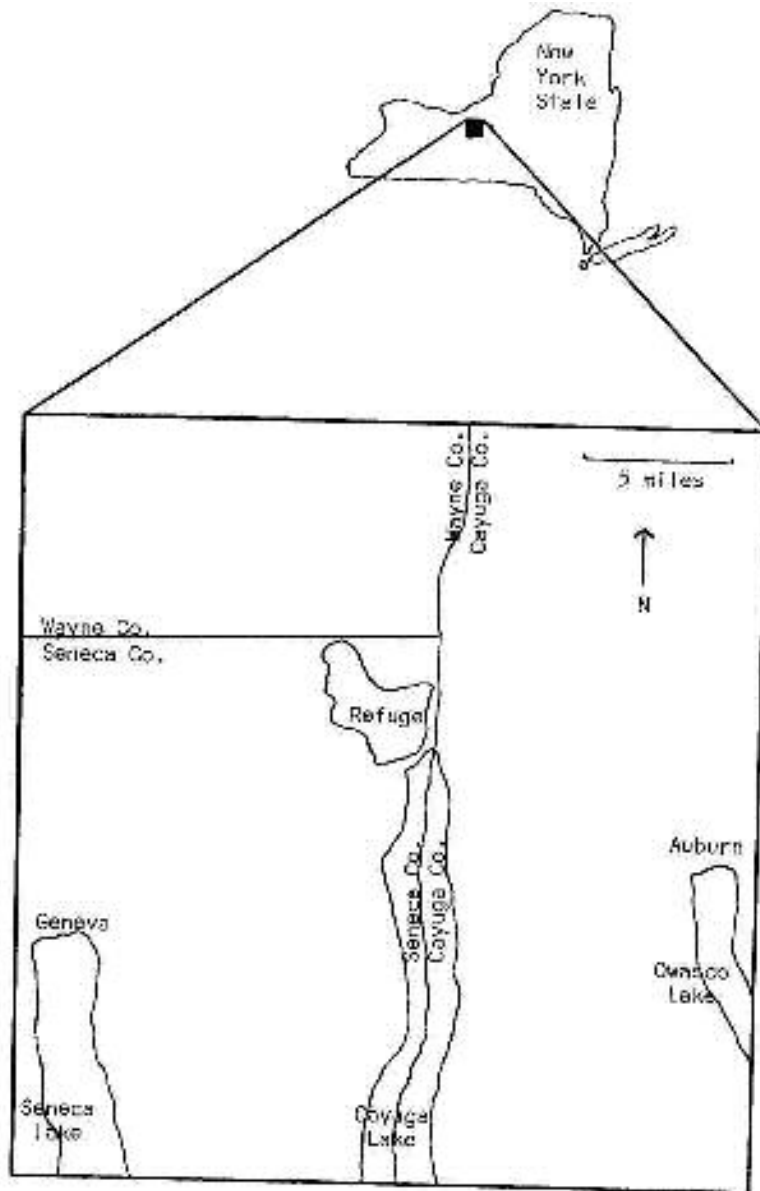 New
York
State
Wayne Co.
Cayuga Co.
5 miles
N
Wayne Co.
Seneca Co.
Refuge
Seneca Co.
Cayuga Co.
Auburn
Geneva
Owasco
Lake
Seneca
lake
Cayuga
Lake